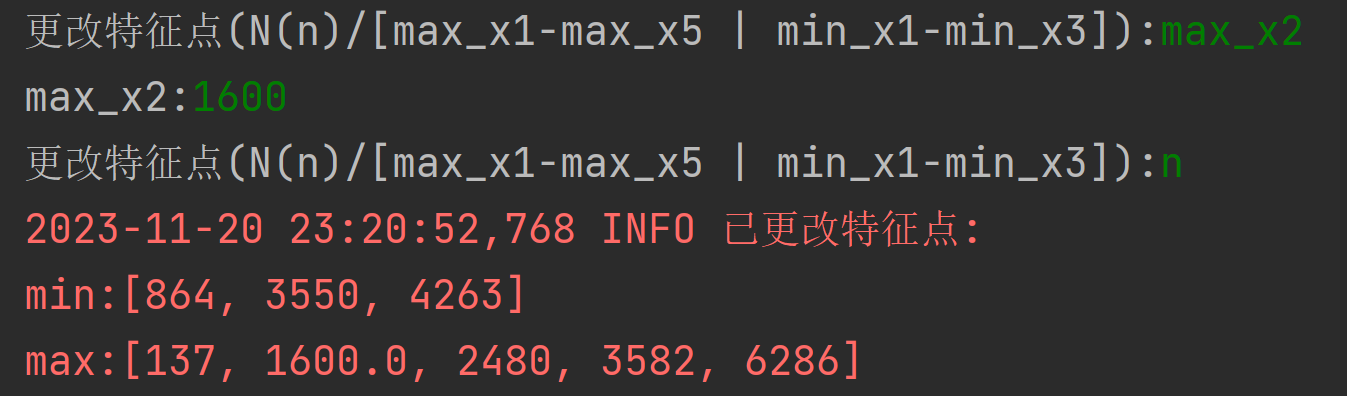 更改特征点(N(n)/[max_x1-max_x5 | min_x1-min_x3]):max_x2
max_x2:1600
更改特征点(N(n)/[max_x1-max_x5 | min_x1-min_x3]):n
2023-11-20 23:20:52,768 INFO 已更改特征点:
min:[864, 3550, 4263]
max:[137, 1600.0, 2480, 3582, 6286]